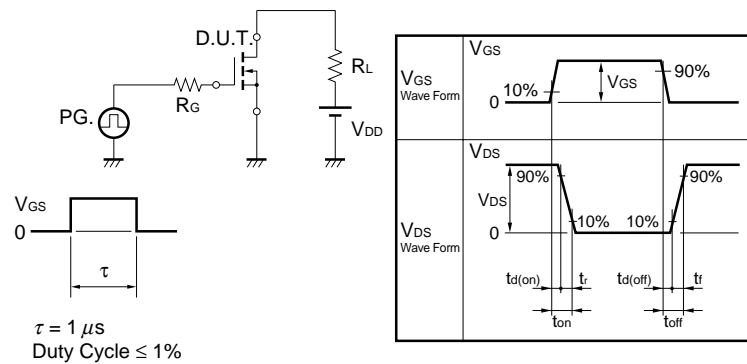 D.U.T.
RL
RG
PG.
VDD
VGS
0
τ
τ = 1 μs
Duty Cycle ≤ 1%
VGS
Wave Form
VGS
10%
VGS
90%
0
VDS
Wave Form
VDS
90%
90%
VDS
10%
10%
0
td(on)
tr
td(off)
tf
ton
toff